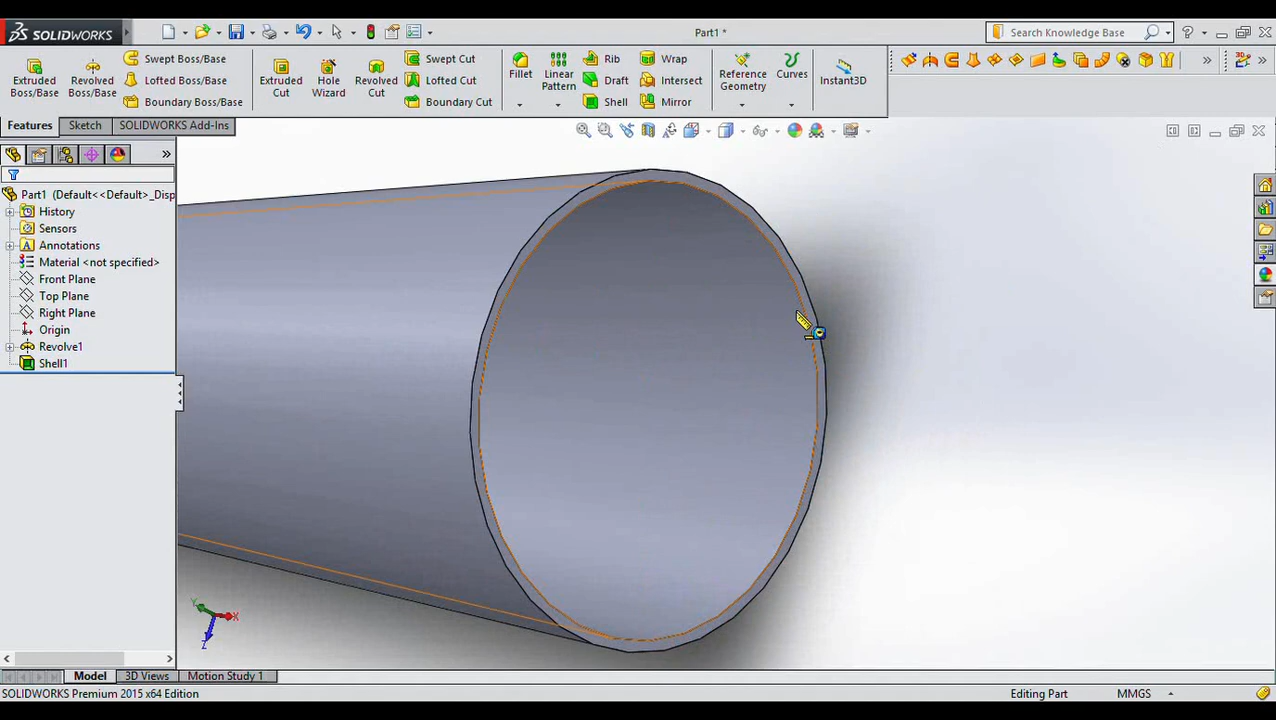 SOLIDWORKS
Part1 *
Search Knowledge Base
Extruded Boss/Base
Revolved Boss/Base
Swept Boss/Base
Lofted Boss/Base
Boundary Boss/Base
Extruded Cut
Hole Wizard
Revolved Cut
Swept Cut
Lofted Cut
Boundary Cut
Fillet
Linear Pattern
Rib
Draft
Shell
Wrap
Intersect
Mirror
Reference Geometry
Curves
Instant3D
Features
Sketch
SOLIDWORKS Add-Ins
Part1 (Default<<Default>_Disp
History
Sensors
Annotations
Material <not specified>
Front Plane
Top Plane
Right Plane
Origin
Revolve1
Shell1
Y
X
Z
Model
3D Views
Motion Study 1
SOLIDWORKS Premium 2015 x64 Edition
Editing Part
MMGS